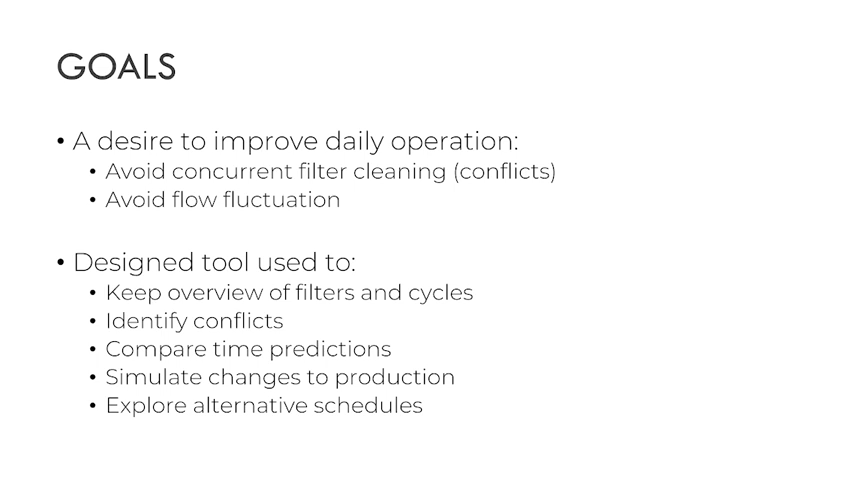 GOALS
• A desire to improve daily operation:
• Avoid concurrent filter cleaning (conflicts)
• Avoid flow fluctuation
• Designed tool used to:
• Keep overview of filters and cycles
• Identify conflicts
• Compare time predictions
• Simulate changes to production
• Explore alternative schedules